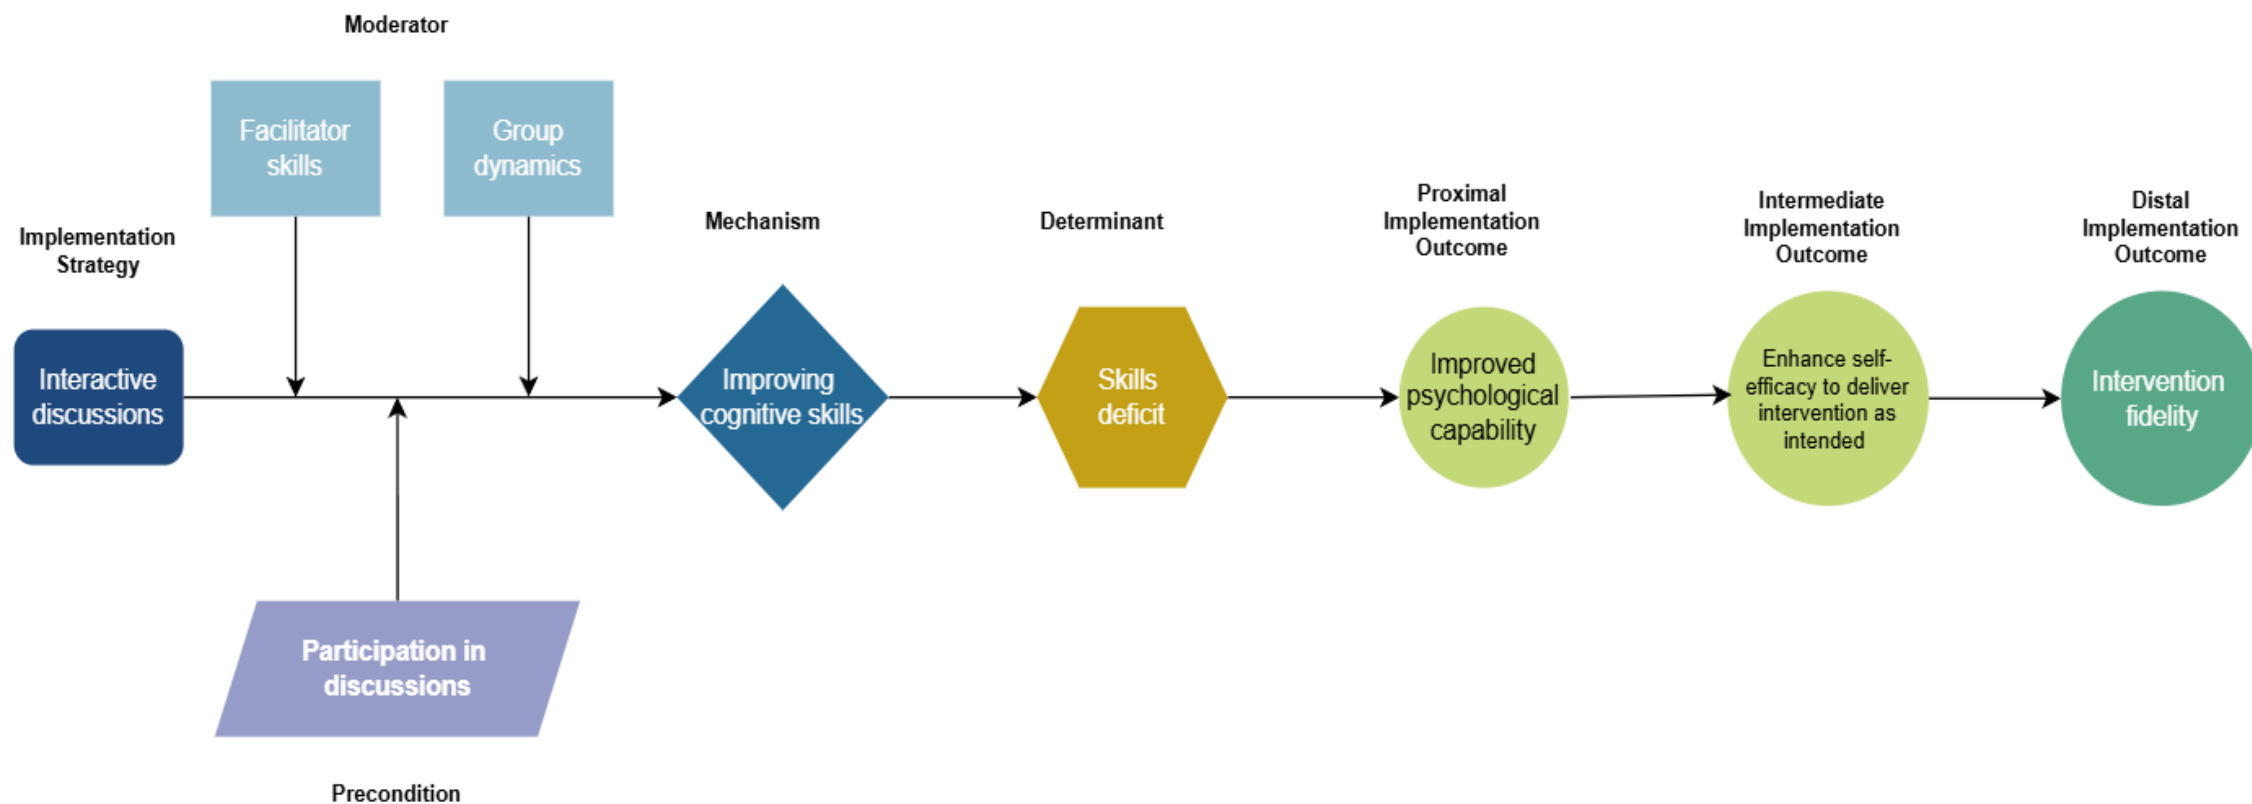 Moderator
Facilitator
skills
Group
dynamics
Implementation
Strategy
Mechanism
Determinant
Proximal
Implementation
Outcome
Intermediate
Implementation
Outcome
Distal
Implementation
Outcome
Interactive
discussions
Improving
cognitive skills
Skills
deficit
Improved
psychological
capability
Enhance self-
efficacy to deliver
intervention as
intended
Intervention
fidelity
Participation in
discussions
Precondition